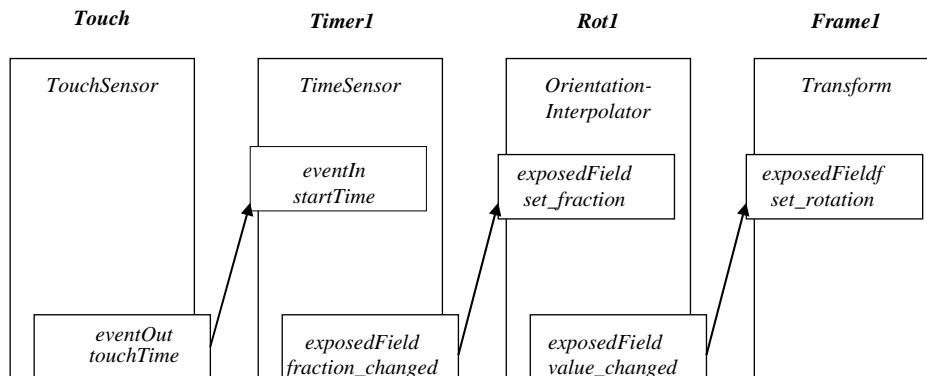 Touch
Timer1
Rot1
Frame1
TouchSensor
TimeSensor
Orientation-
Interpolator
Transform
eventIn
startTime
exposedField
set_fraction
exposedFieldf
set_rotation
eventOut
touchTime
exposedField
fraction_changed
exposedField
value_changed